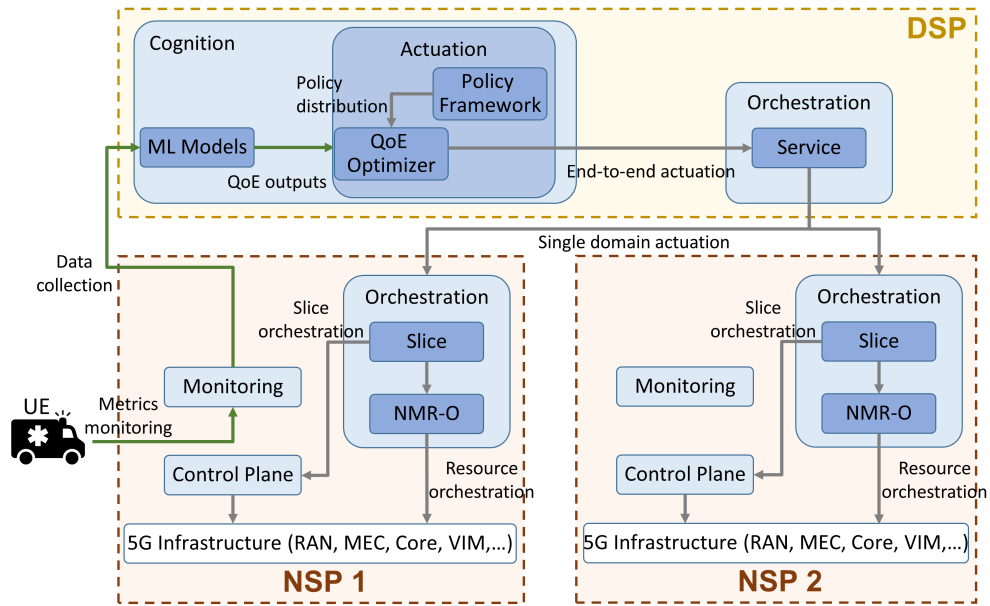 DSP
Cognition
Actuation
Policy
distribution
Policy
Framework
ML Models
QoE
Optimizer
QoE outputs
End-to-end actuation
Orchestration
Service
Single domain actuation
Data
collection
Orchestration
Slice
orchestration
Slice
Monitoring
NMR-O
UE
Metrics
monitoring
Control Plane
Resource
orchestration
5G Infrastructure (RAN, MEC, Core, VIM,...)
NSP 1
Orchestration
Slice
orchestration
Slice
Monitoring
NMR-O
Control Plane
Resource
orchestration
5G Infrastructure (RAN, MEC, Core, VIM,...)
NSP 2